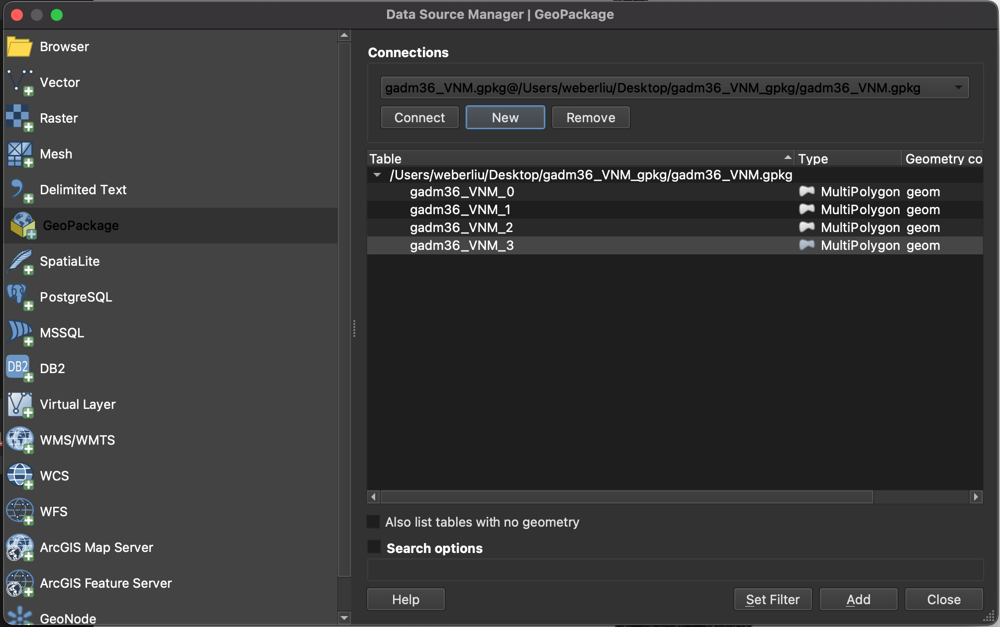 Data Source Manager | GeoPackage
Browser
Vector
Raster
Mesh
Delimited Text
GeoPackage
SpatiaLite
PostgreSQL
MSSQL
DB2
DB2
Virtual Layer
WMS/WMTS
WCS
WFS
ArcGIS Map Server
ArcGIS Feature Server
GeoNode
Connections
gadm36_VNM.gpkg@/Users/weberliu/Desktop/gadm36_VNM_gpkg/gadm36_VNM.gpkg
Connect New Remove
Table Type Geometry co
/Users/weberliu/Desktop/gadm36_VNM_gpkg/gadm36_VNM.gpkg
gadm36_VNM_0 MultiPolygon geom
gadm36_VNM_1 MultiPolygon geom
gadm36_VNM_2 MultiPolygon geom
gadm36_VNM_3 MultiPolygon geom
Also list tables with no geometry
Search options
Help Set Filter Add Close